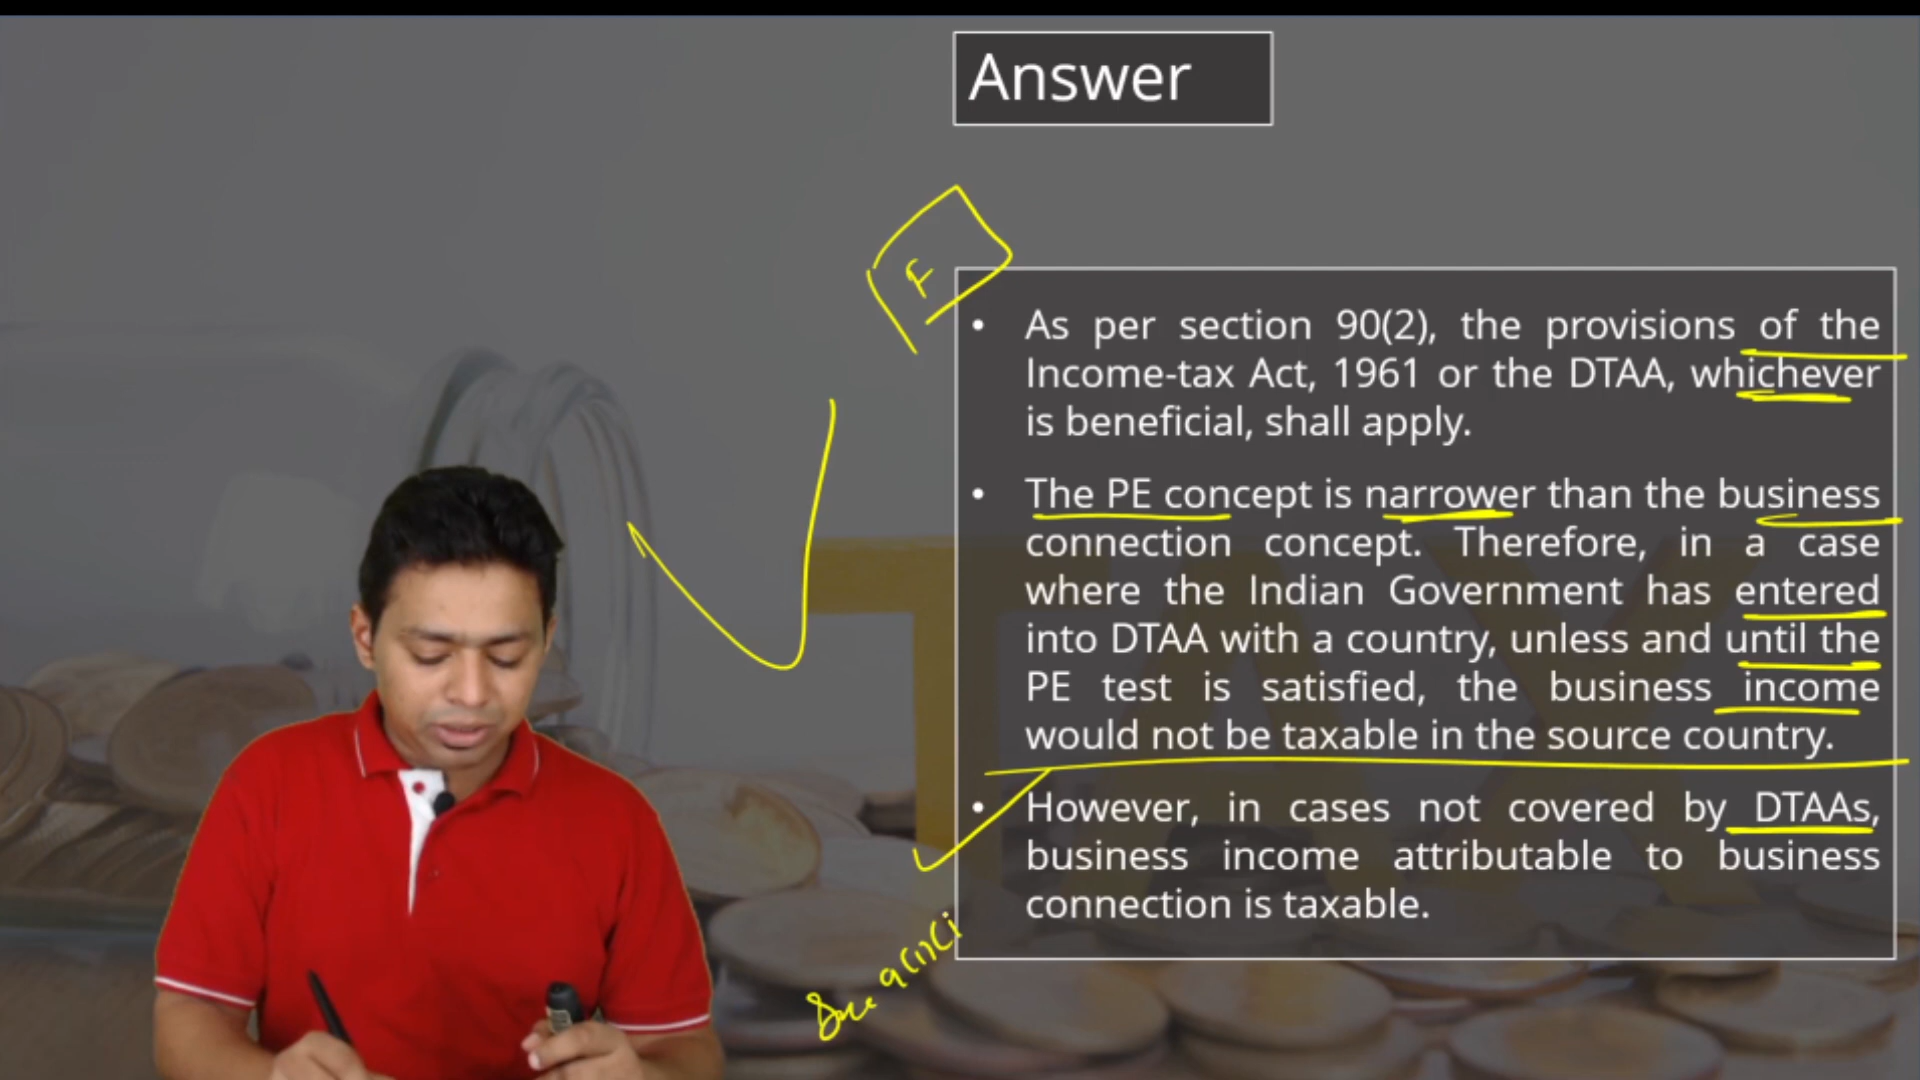 Answer
F
• As per section 90(2), the provisions of the
Income-tax Act, 1961 or the DTAA, whichever
is beneficial, shall apply.
• The PE concept is narrower than the business
connection concept. Therefore, in a case
where the Indian Government has entered
into DTAA with a country, unless and until the
PE test is satisfied, the business income
would not be taxable in the source country.
• However, in cases not covered by DTAAs,
business income attributable to business
connection is taxable.
Sec. 9(1)(i
TAX